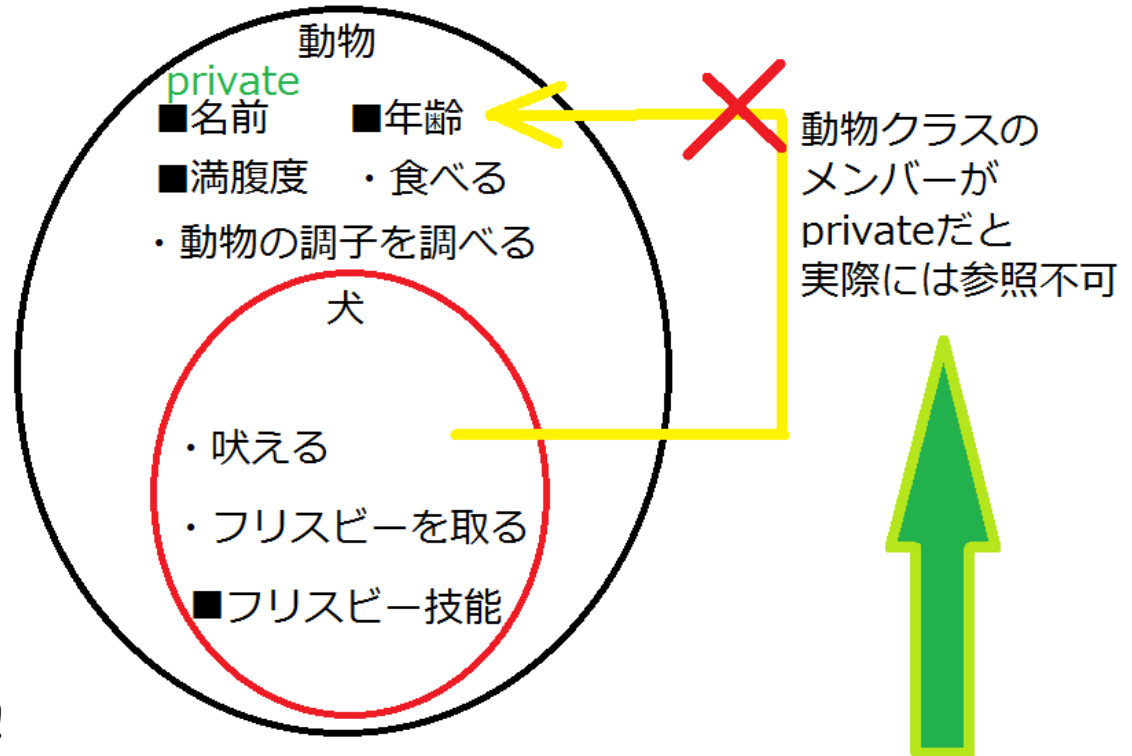 動物
private
■名前 ■年齢
■満腹度 ・食べる
・動物の調子を調べる
犬
・吠える
・フリスビーを取る
■フリスビー技能
動物クラスの
メンバーが
privateだと
実際には参照不可
!